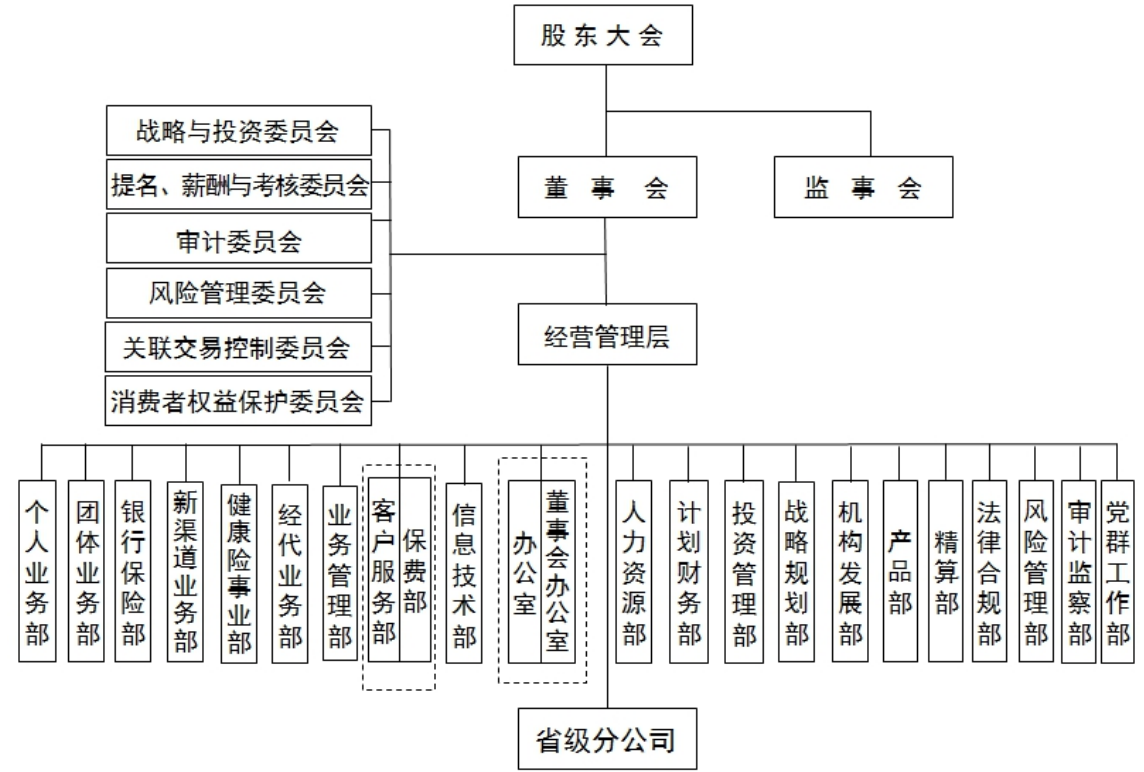 股东大会
战略与投资委员会
提名、薪酬与考核委员会
审计委员会
风险管理委员会
关联交易控制委员会
消费者权益保护委员会
董事会
监事会
经营管理层
个人业务部
团体业务部
银行保险部
新渠道业务部
健康险事业部
经代业务部
业务管理部
客户服务部
保费部
信息技术部
办公室
董事会办公室
人力资源部
计划财务部
投资管理部
战略规划部
机构发展部
产品部
精算部
法律合规部
风险管理部
审计监察部
党群工作部
省级分公司